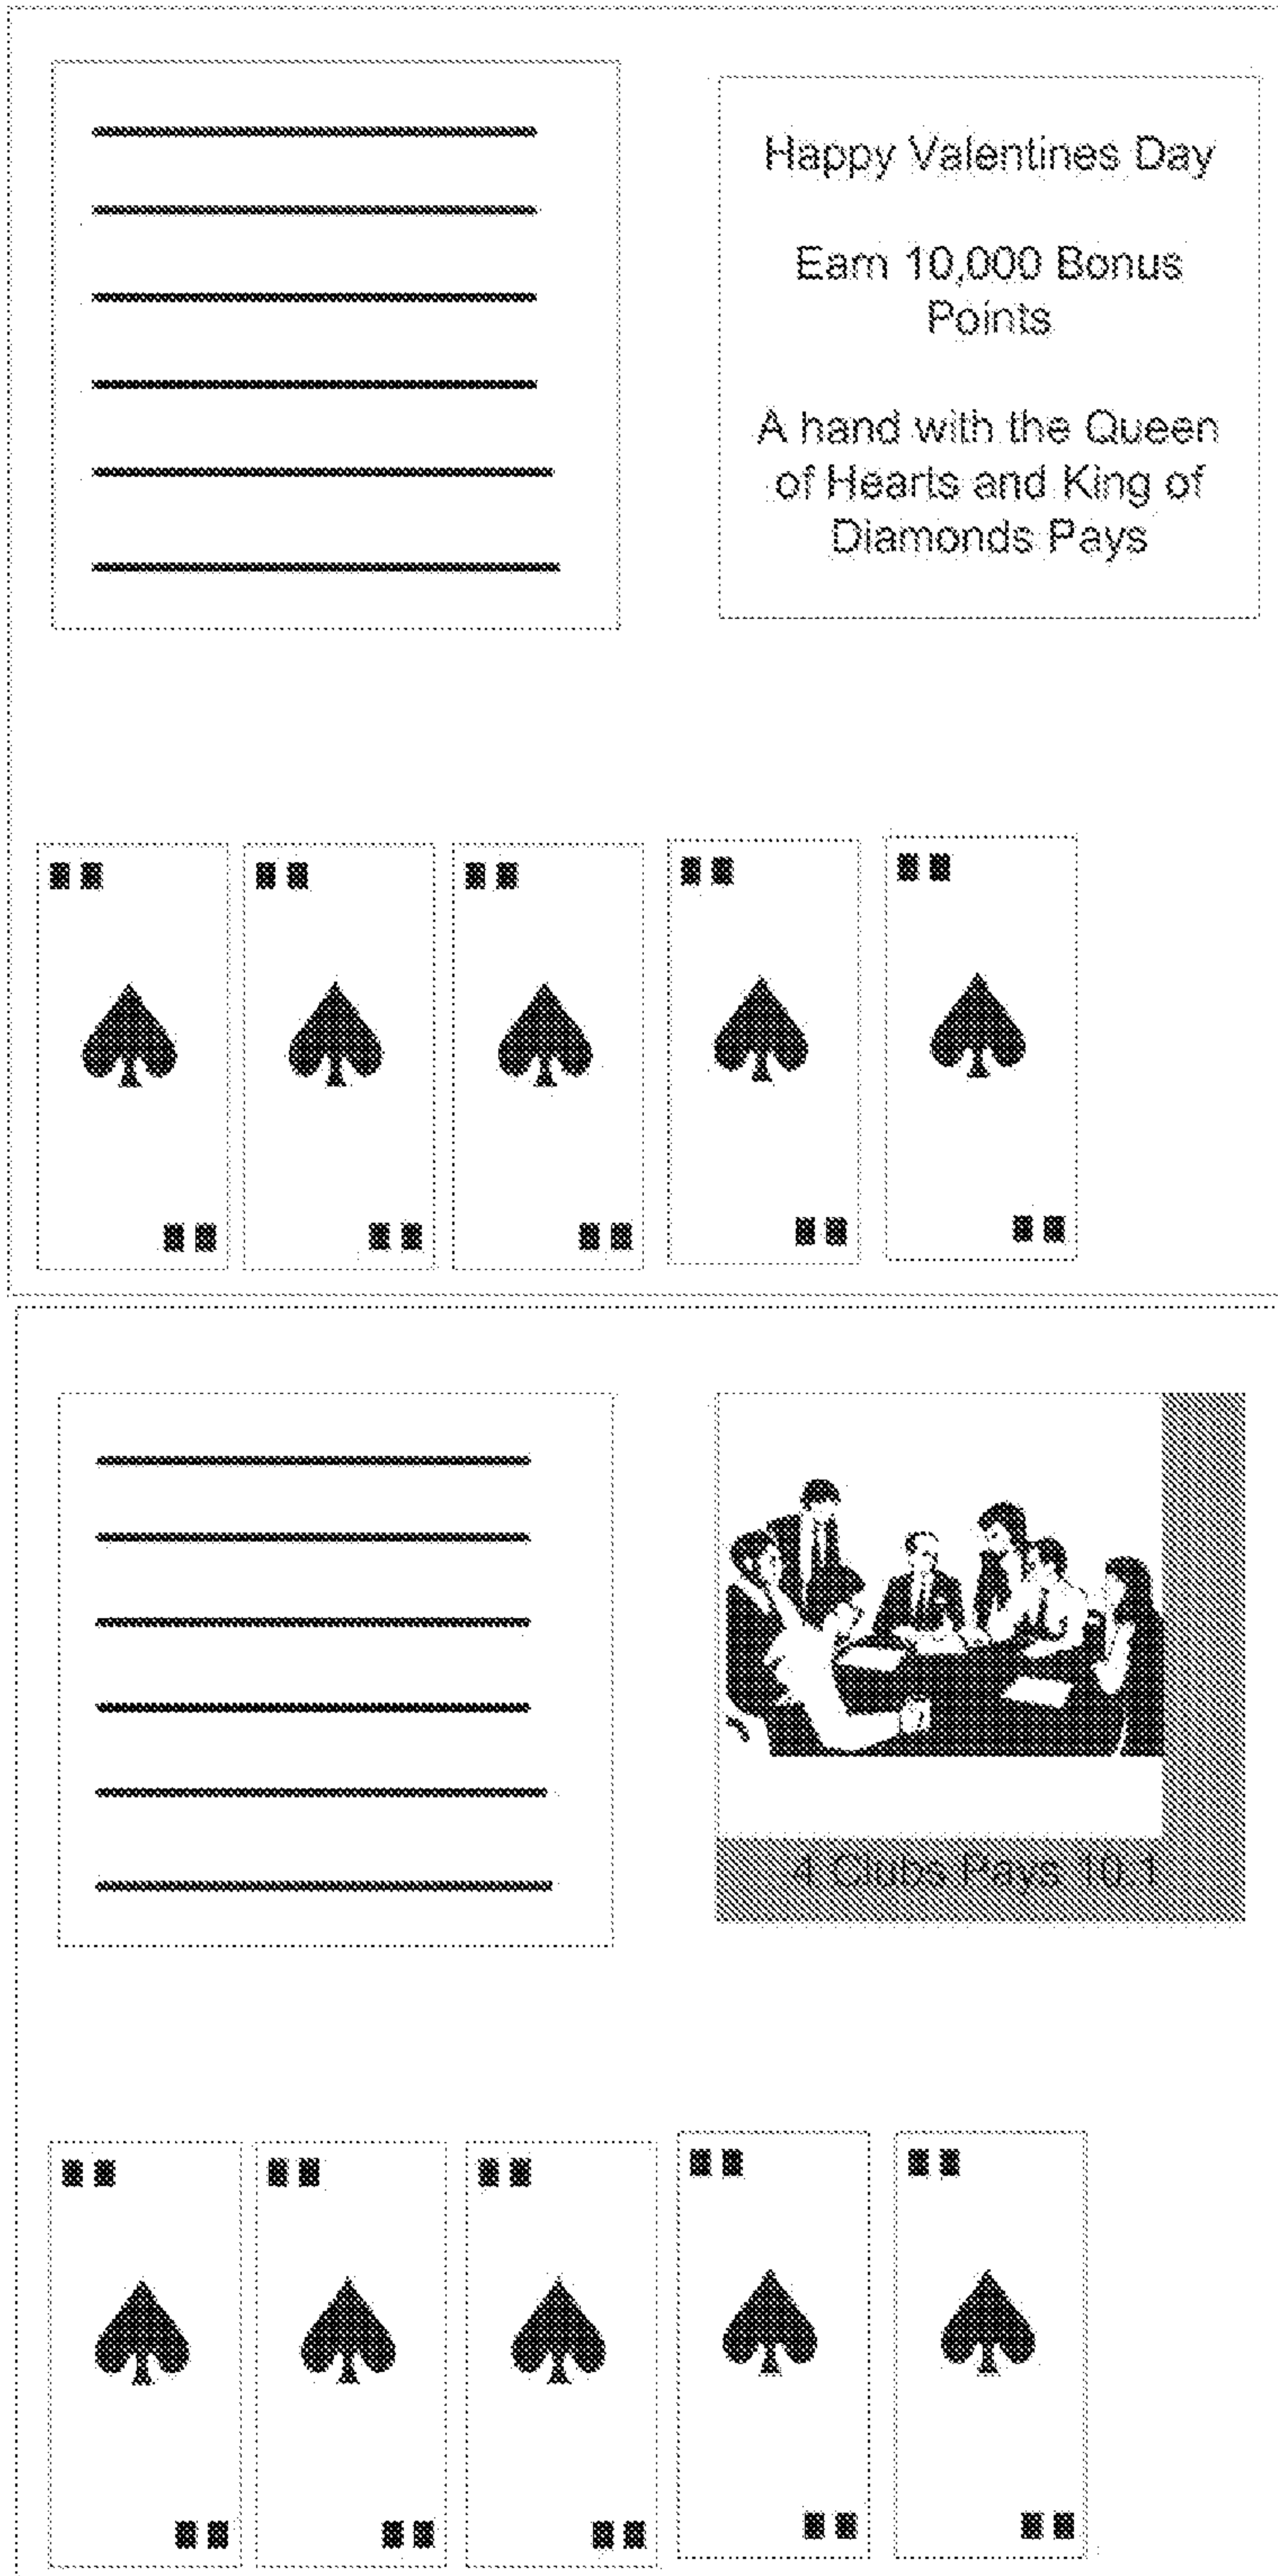 Happy Valentines Day
Earn 10,000 Bonus
Points
A hand with the Queen
of Hearts and King of
Diamonds Pays
4 Clubs Pays 10:1